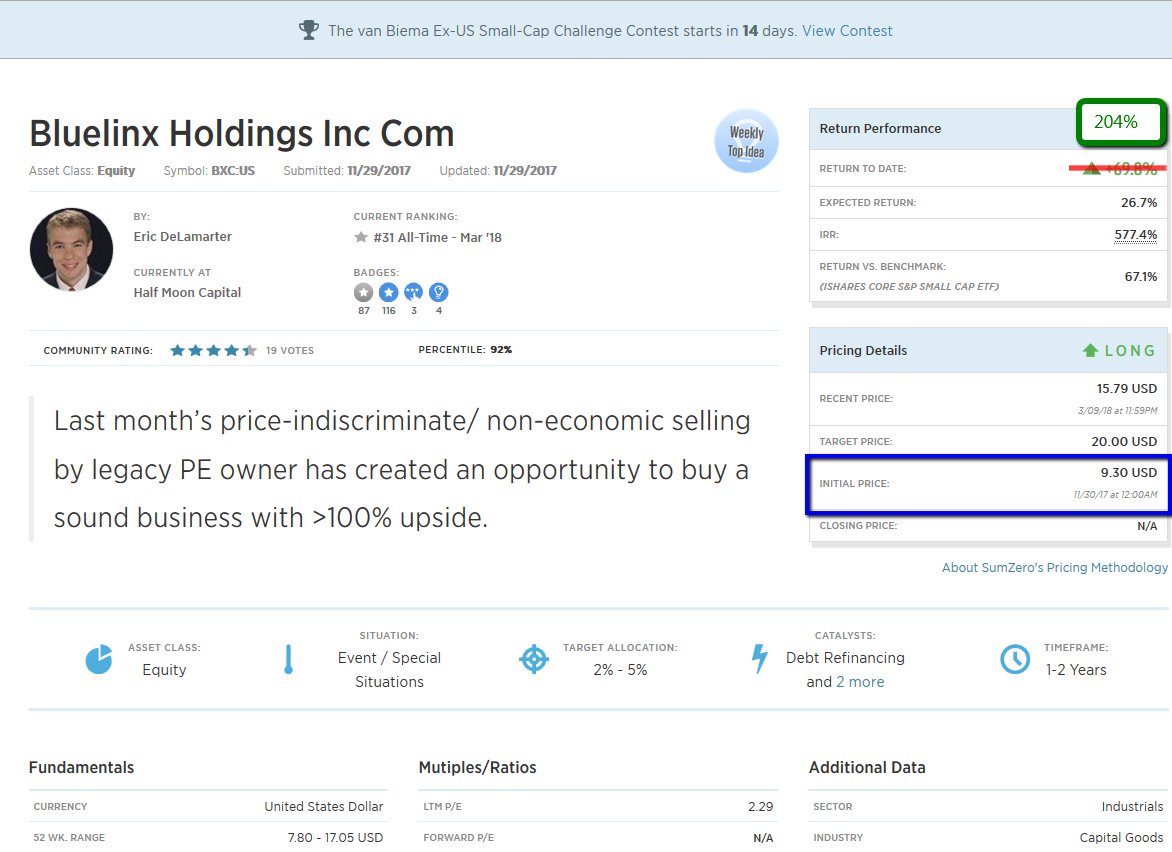 The van Biema Ex-US Small-Cap Challenge Contest starts in 14 days. View Contest
Bluelinx Holdings Inc Com
Asset Class: Equity Symbol: BXC:US Submitted: 11/29/2017 Updated: 11/29/2017
Weekly
Top Idea
BY:
Eric DeLamarter
CURRENTLY AT
Half Moon Capital
CURRENT RANKING:
#31 All-Time - Mar '18
BADGES:
87 116 3 4
COMMUNITY RATING: 19 VOTES PERCENTILE: 92%
Last month's price-indiscriminate/ non-economic selling
by legacy PE owner has created an opportunity to buy a
sound business with >100% upside.
Return Performance 204%
RETURN TO DATE: +69.8%
EXPECTED RETURN: 26.7%
IRR: 577.4%
RETURN VS. BENCHMARK: 67.1%
(ISHARES CORE S&P SMALL CAP ETF)
Pricing Details LONG
RECENT PRICE: 15.79 USD
3/09/18 at 11:59PM
TARGET PRICE: 20.00 USD
INITIAL PRICE: 9.30 USD
11/30/17 at 12:00AM
CLOSING PRICE: N/A
About SumZero's Pricing Methodology
ASSET CLASS:
Equity
SITUATION:
Event / Special
Situations
TARGET ALLOCATION:
2% - 5%
CATALYSTS:
Debt Refinancing
and 2 more
TIMEFRAME:
1-2 Years
Fundamentals
CURRENCY United States Dollar
52 WK. RANGE 7.80 - 17.05 USD
Mutiples/Ratios
LTM P/E 2.29
FORWARD P/E N/A
Additional Data
SECTOR Industrials
INDUSTRY Capital Goods